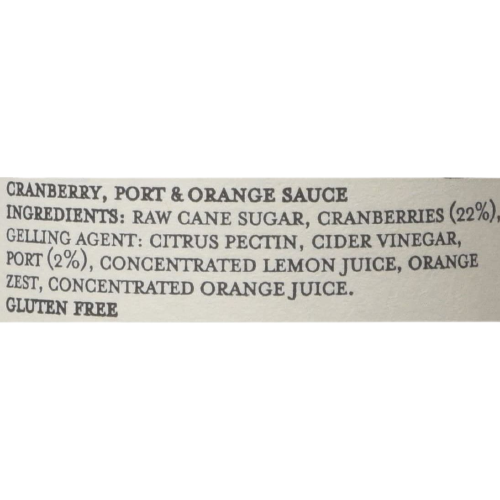 CRANBERRY, PORT & ORANGE SAUCE
INGREDIENTS: RAW CANE SUGAR, CRANBERRIES (22%),
GELLING AGENT: CITRUS PECTIN, CIDER VINEGAR,
PORT (2%), CONCENTRATED LEMON JUICE, ORANGE
ZEST, CONCENTRATED ORANGE JUICE.
GLUTEN FREE